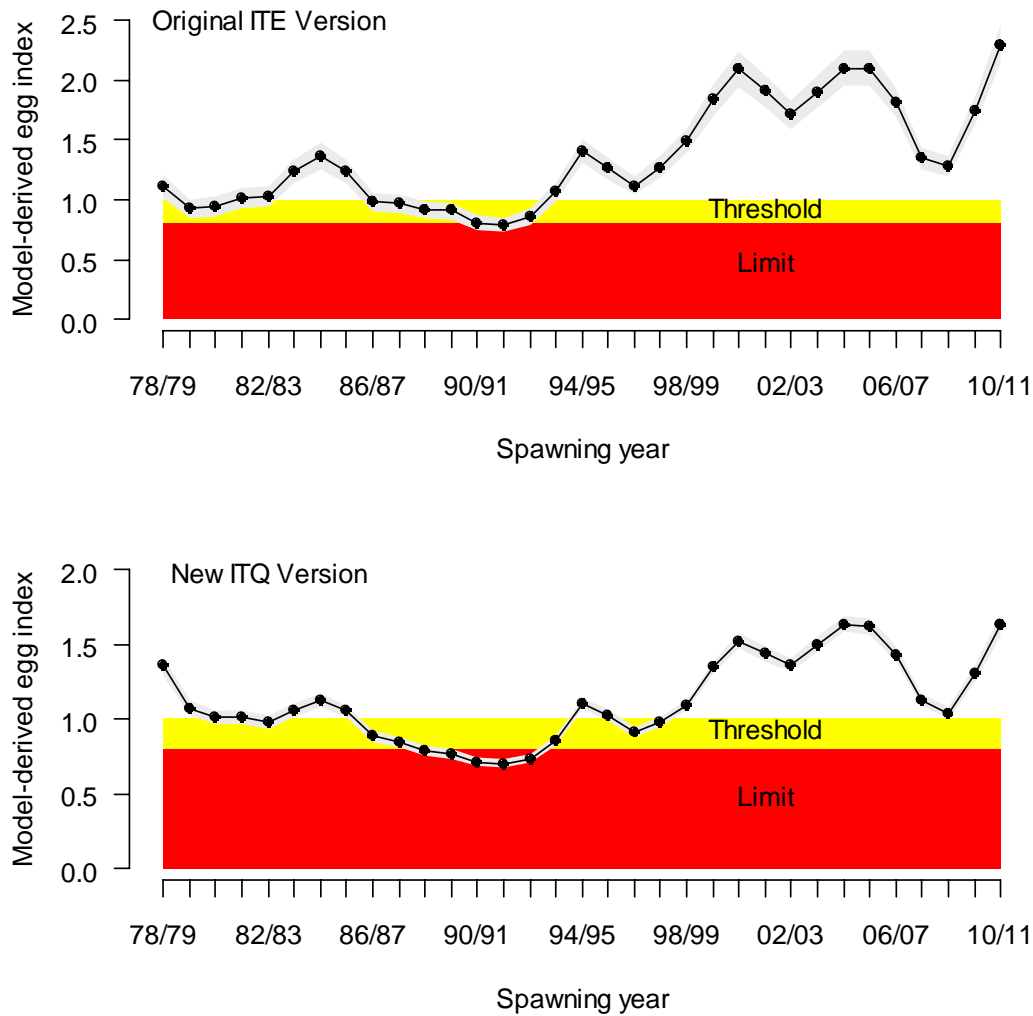 Original ITE Version
Model-derived egg index
2.5
2.0
1.5
1.0
0.5
0.0
Threshold
Limit
78/79 82/83 86/87 90/91 94/95 98/99 02/03 06/07 10/11
Spawning year
New ITQ Version
Model-derived egg index
2.0
1.5
1.0
0.5
0.0
Threshold
Limit
78/79 82/83 86/87 90/91 94/95 98/99 02/03 06/07 10/11
Spawning year